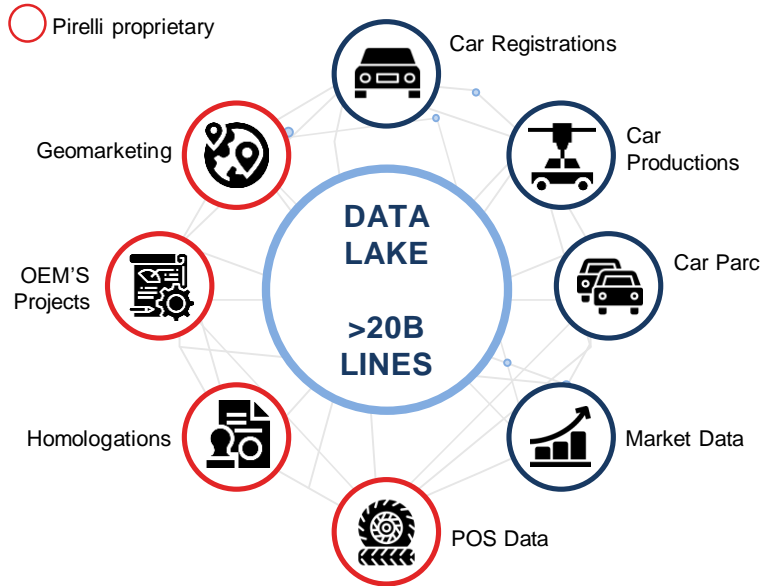 Pirelli proprietary
Car Registrations
Geomarketing
Car
Productions
DATA
LAKE
>20B
LINES
OEM'S
Projects
Car Parc
Homologations
Market Data
POS Data